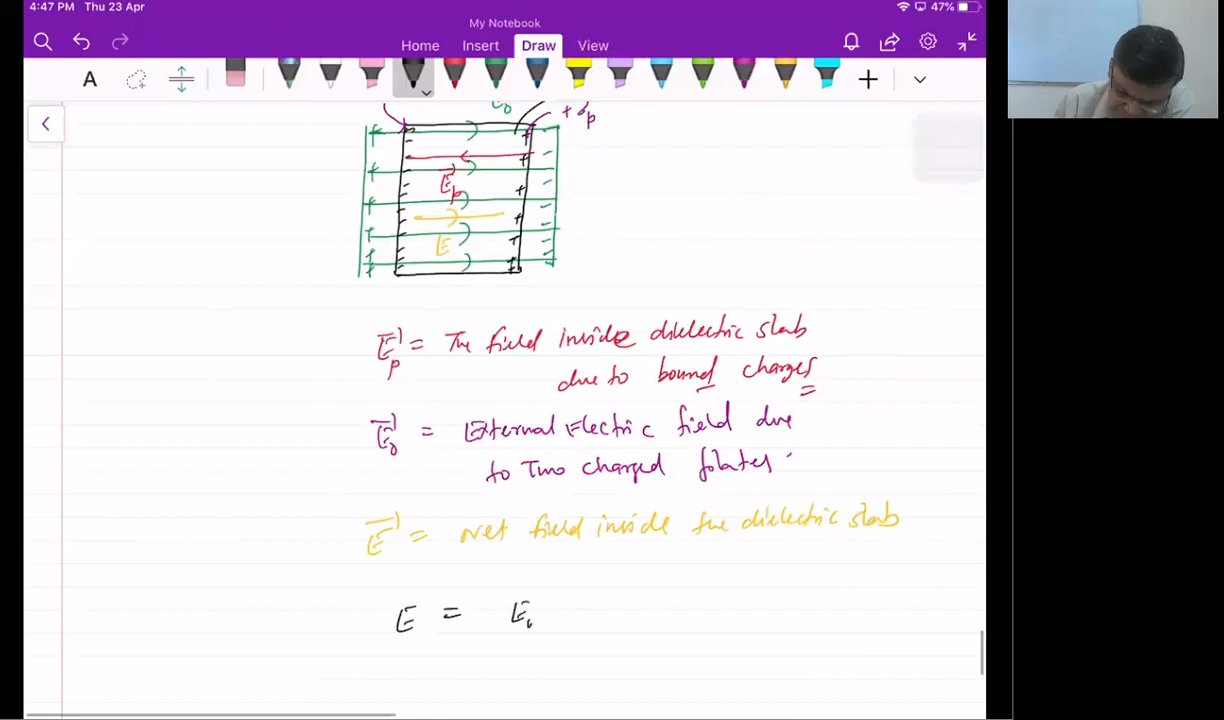 4:47 PM Thu 23 Apr
47%
My Notebook
Home Insert Draw View
A
+ σp
Ep
E
Ep = The field inside dielectric slab
due to bound charges
E0 = External Electric field due
to Two charged plates
E = Net field inside the dielectric slab
E = E